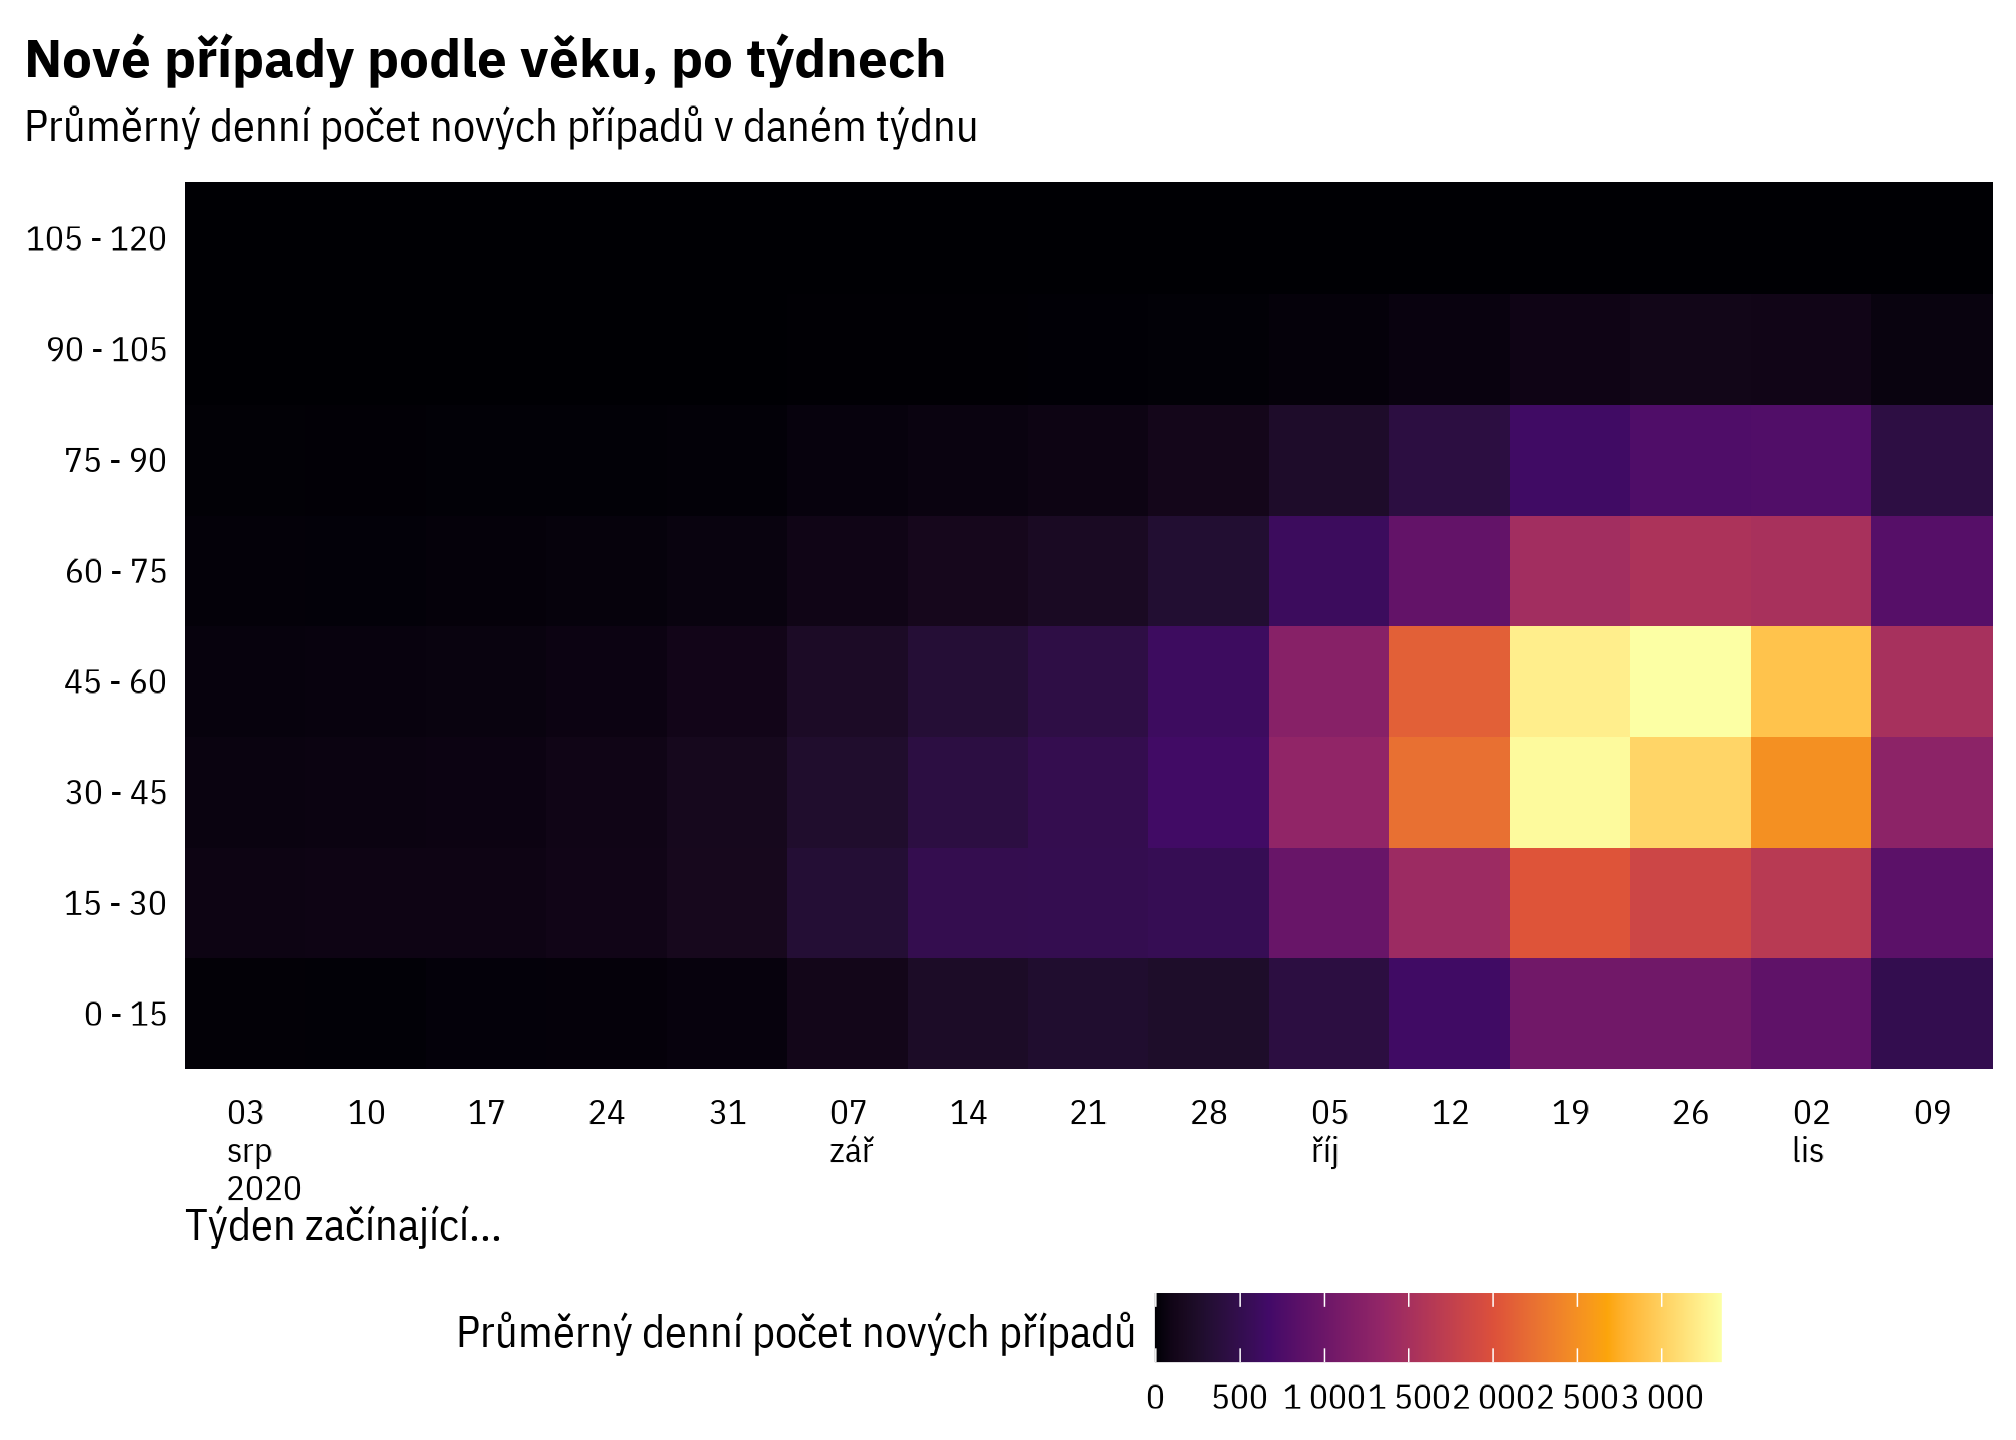 Nové případy podle věku, po týdnech
Průměrný denní počet nových případů v daném týdnu
105 - 120
90 - 105
75 - 90
60 - 75
45 - 60
30 - 45
15 - 30
0 - 15
03 10 17 24 31 07 14 21 28 05 12 19 26 02 09
srp zář říj lis
2020
Týden začínající...
Průměrný denní počet nových případů
0 500 1 000 1 500 2 000 2 500 3 000